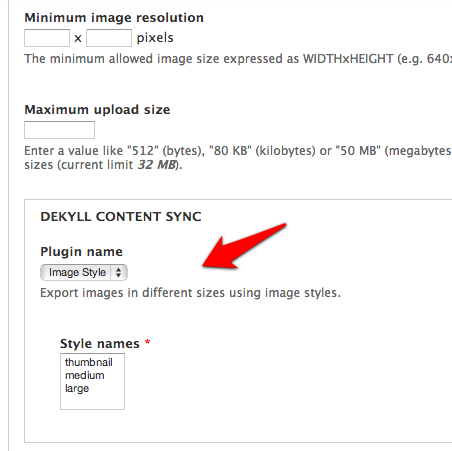 Minimum image resolution
x pixels
The minimum allowed image size expressed as WIDTHxHEIGHT (e.g. 640x
Maximum upload size
Enter a value like "512" (bytes), "80 KB" (kilobytes) or "50 MB" (megabytes
sizes (current limit 32 MB).
DEKYLL CONTENT SYNC
Plugin name
Image Style
Export images in different sizes using image styles.
Style names *
thumbnail
medium
large